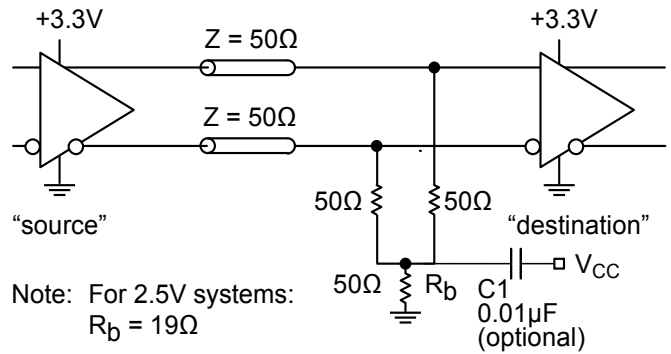 +3.3V
+3.3V
Z = 50Ω
Z = 50Ω
50Ω
50Ω
"source"
"destination"
50Ω
Rb
VCC
C1
0.01µF
(optional)
Note: For 2.5V systems:
Rb = 19Ω